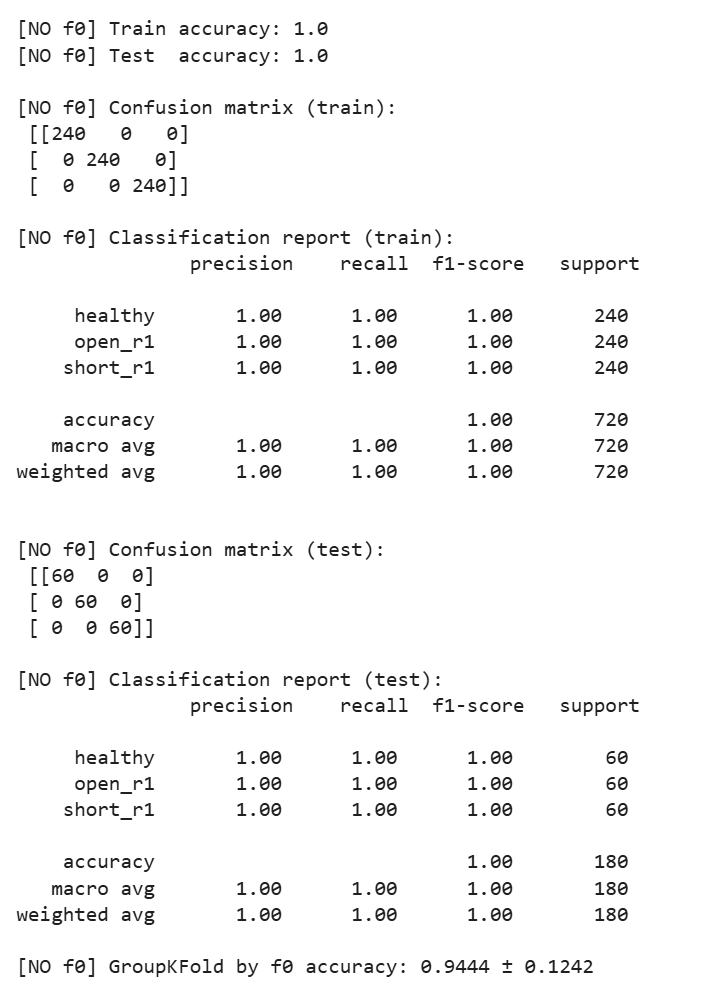 [NO f0] Train accuracy: 1.0
[NO f0] Test  accuracy: 1.0
[NO f0] Confusion matrix (train):
[[240   0   0]
[  0 240   0]
[  0   0 240]]
[NO f0] Classification report (train):
precision    recall  f1-score   support
healthy       1.00      1.00      1.00       240
open_r1       1.00      1.00      1.00       240
short_r1       1.00      1.00      1.00       240
accuracy                           1.00       720
macro avg       1.00      1.00      1.00       720
weighted avg       1.00      1.00      1.00       720
[NO f0] Confusion matrix (test):
[[60  0  0]
[ 0 60  0]
[ 0  0 60]]
[NO f0] Classification report (test):
precision    recall  f1-score   support
healthy       1.00      1.00      1.00        60
open_r1       1.00      1.00      1.00        60
short_r1       1.00      1.00      1.00        60
accuracy                           1.00       180
macro avg       1.00      1.00      1.00       180
weighted avg       1.00      1.00      1.00       180
[NO f0] GroupKFold by f0 accuracy: 0.9444 ± 0.1242